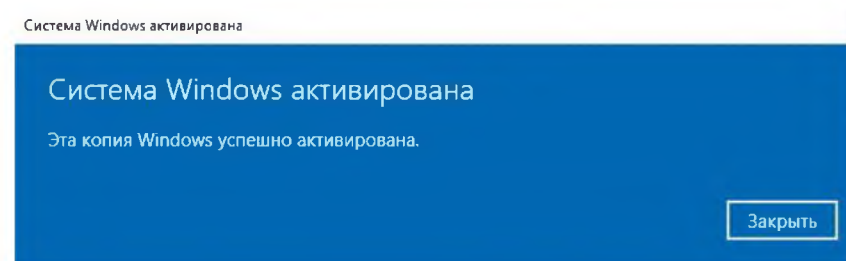 Система Windows активирована
Система Windows активирована
Эта копия Windows успешно активирована.
Закрыть